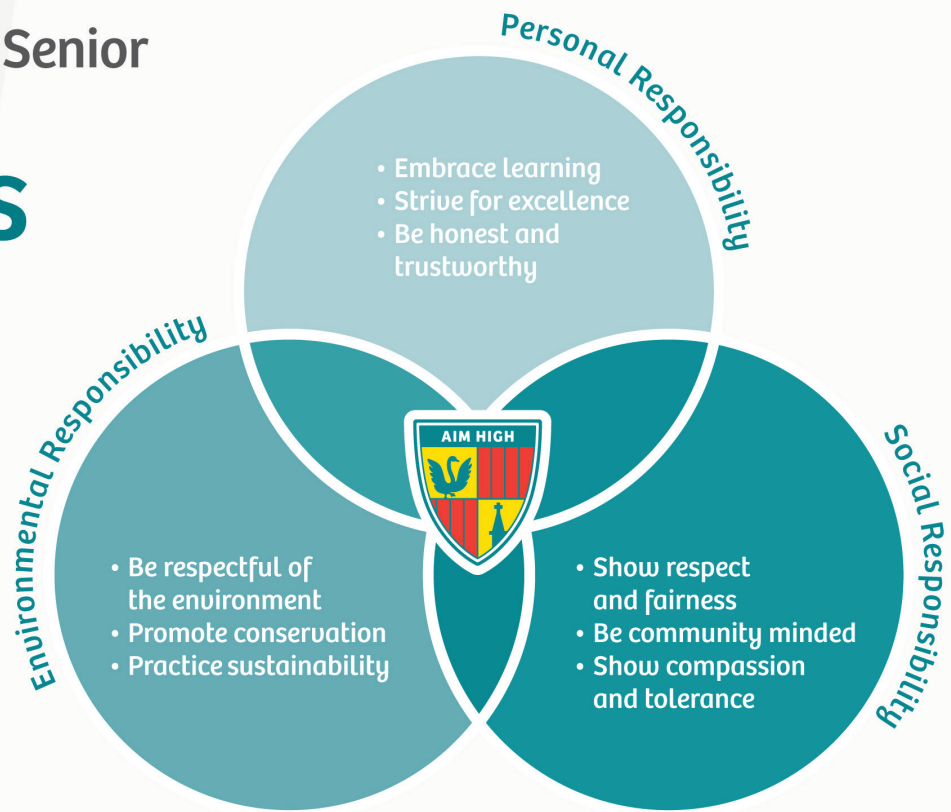 Senior
s
Personal Responsibility
• Embrace learning
• Strive for excellence
• Be honest and
trustworthy
Environmental Responsibility
• Be respectful of
the environment
• Promote conservation
• Practice sustainability
AIM HIGH
Social Responsibility
• Show respect
and fairness
• Be community minded
• Show compassion
and tolerance